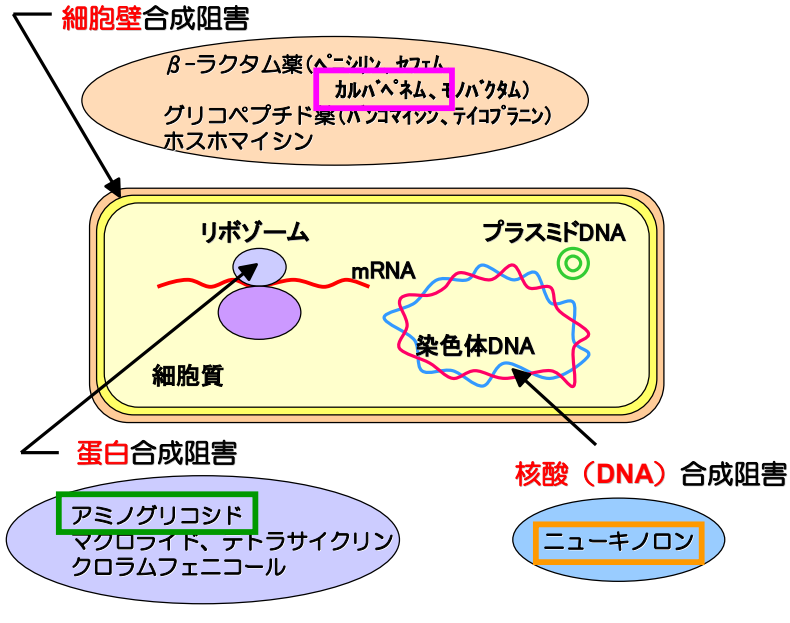 細胞壁合成阻害
β-ラクタム薬(ペニシリン、セフェム
カルバペネム、モノバクタム)
グリコペプチド薬(バンコマイシン、テイコプラニン)
ホスホマイシン
リボゾーム
プラスミドDNA
mRNA
染色体DNA
細胞質
蛋白合成阻害
核酸（DNA）合成阻害
アミノグリコシド
マクロライド、テトラサイクリン
クロラムフェニコール
ニューキノロン